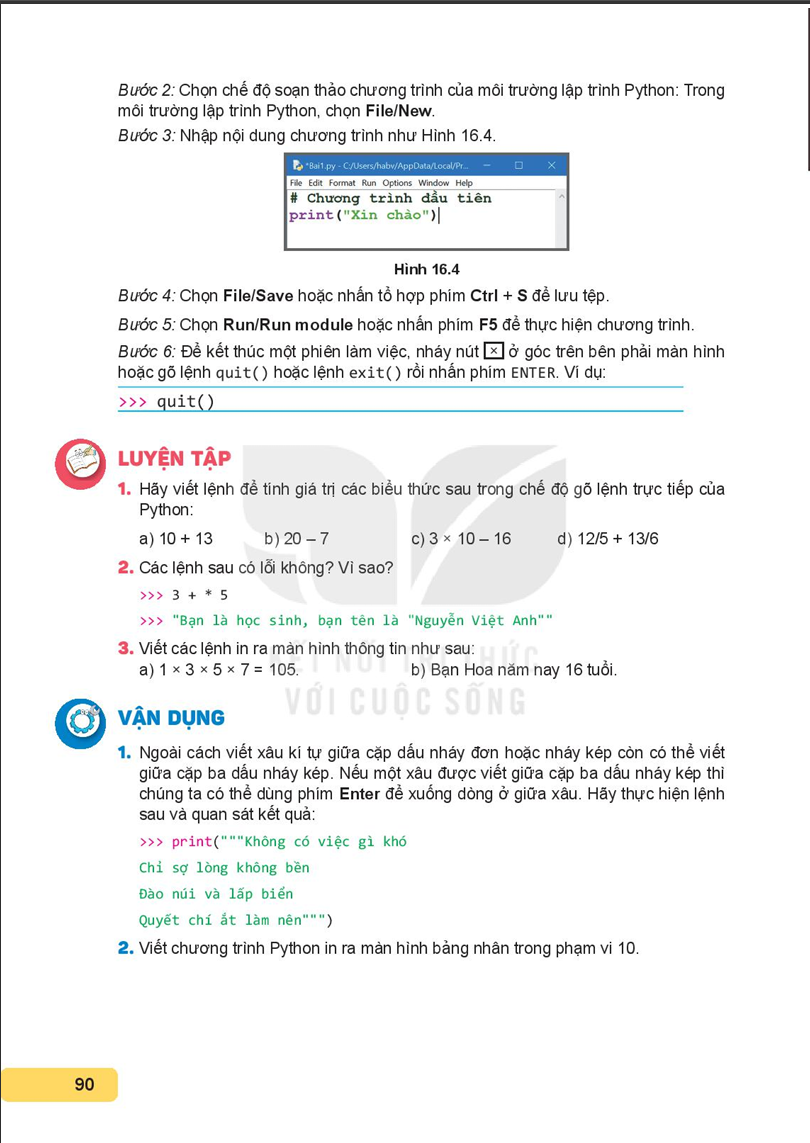 Bước 2: Chọn chế độ soạn thảo chương trình của môi trường lập trình Python: Trong
môi trường lập trình Python, chọn File/New.
Bước 3: Nhập nội dung chương trình như Hình 16.4.
*Bai1.py - C:/Users/habv/AppData/Local/Pr...
File Edit Format Run Options Window Help
# Chương trình đầu tiên
print("Xin chào")
Hình 16.4
Bước 4: Chọn File/Save hoặc nhấn tổ hợp phím Ctrl + S để lưu tệp.
Bước 5: Chọn Run/Run module hoặc nhấn phím F5 để thực hiện chương trình.
Bước 6: Để kết thúc một phiên làm việc, nháy nút × ở góc trên bên phải màn hình
hoặc gõ lệnh quit() hoặc lệnh exit() rồi nhấn phím ENTER. Ví dụ:
>>> quit()
LUYỆN TẬP
1. Hãy viết lệnh để tính giá trị các biểu thức sau trong chế độ gõ lệnh trực tiếp của
Python:
a) 10 + 13 b) 20 – 7 c) 3 × 10 – 16 d) 12/5 + 13/6
2. Các lệnh sau có lỗi không? Vì sao?
>>> 3 + * 5
>>> "Bạn là học sinh, bạn tên là "Nguyễn Việt Anh""
3. Viết các lệnh in ra màn hình thông tin như sau:
a) 1 × 3 × 5 × 7 = 105. b) Bạn Hoa năm nay 16 tuổi.
KẾT NỐI TRI THỨC
VỚI CUỘC SỐNG
VẬN DỤNG
1. Ngoài cách viết xâu kí tự giữa cặp dấu nháy đơn hoặc nháy kép còn có thể viết
giữa cặp ba dấu nháy kép. Nếu một xâu được viết giữa cặp ba dấu nháy kép thì
chúng ta có thể dùng phím Enter để xuống dòng ở giữa xâu. Hãy thực hiện lệnh
sau và quan sát kết quả:
>>> print("""Không có việc gì khó
Chỉ sợ lòng không bền
Đào núi và lấp biển
Quyết chí ắt làm nên""")
2. Viết chương trình Python in ra màn hình bảng nhân trong phạm vi 10.
90